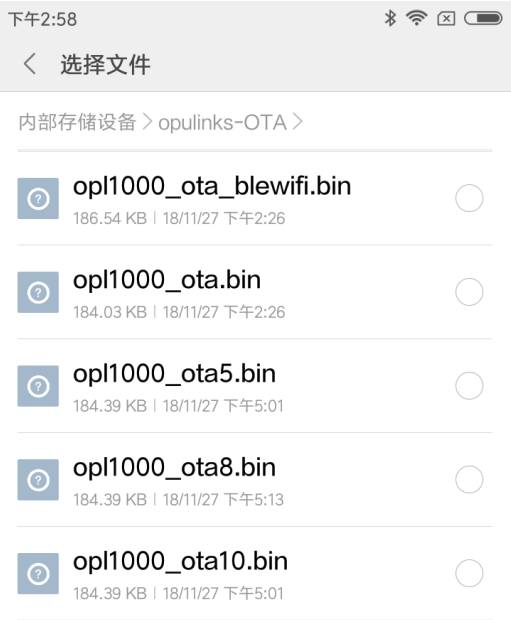 下午2:58
选择文件
内部存储设备 > opulinks-OTA >
opl1000_ota_blewifi.bin
186.54 KB | 18/11/27 下午2:26
opl1000_ota.bin
184.03 KB | 18/11/27 下午2:26
opl1000_ota5.bin
184.39 KB | 18/11/27 下午5:01
opl1000_ota8.bin
184.39 KB | 18/11/27 下午5:13
opl1000_ota10.bin
184.39 KB | 18/11/27 下午5:01